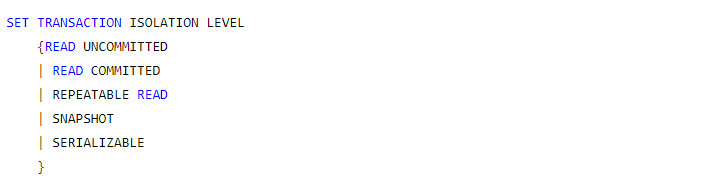 SET TRANSACTION ISOLATION LEVEL
{READ UNCOMMITTED
| READ COMMITTED
| REPEATABLE READ
| SNAPSHOT
| SERIALIZABLE
}